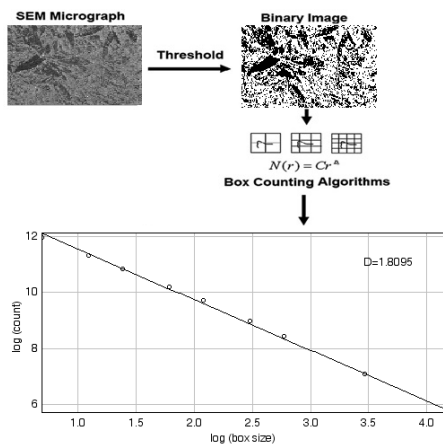 SEM Micrograph
Binary Image
Threshold
N(r) = Cr
Box Counting Algorithms
D=1.8095
log (count)
12
10
8
6
1.0
1.5
2.0
2.5
3.0
3.5
4.0
log (box size)